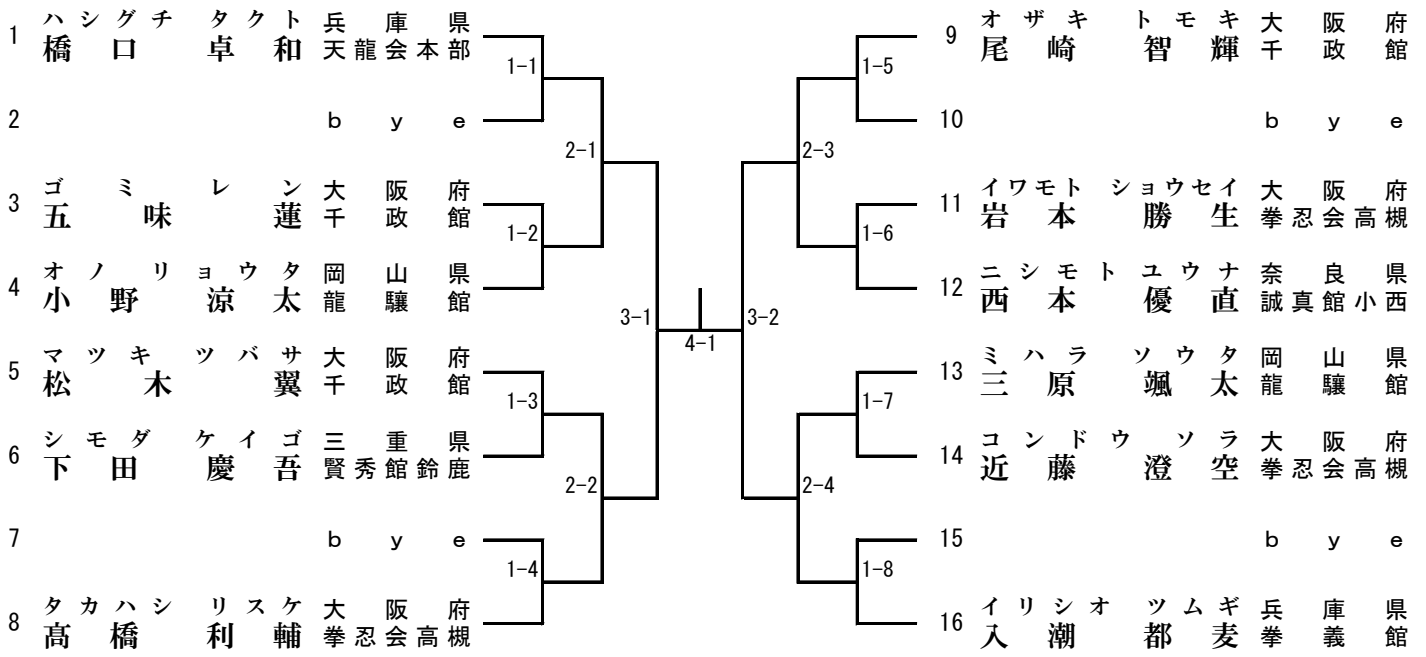 ハシグチ タクト 兵庫県
1 橋口 卓和 天龍会本部
1-1
2 bye
2-1
ゴミ レン 大阪府
3 五味 蓮 千政館
1-2
オノ リョウタ 岡山県
4 小野 涼太 龍驤館
3-1
マツキ ツバサ 大阪府
5 松木 翼 千政館
1-3
シモダ ケイゴ 三重県
6 下田 慶吾 賢秀館鈴鹿
2-2
7 bye
1-4
タカハシ リスケ 大阪府
8 髙橋 利輔 拳忍会高槻
4-1
オザキ トモキ 大阪府
9 尾崎 智輝 千政館
1-5
10 bye
2-3
イワモト ショウセイ 大阪府
11 岩本 勝生 拳忍会高槻
1-6
ニシモト ユウナ 奈良県
12 西本 優直 誠真館小西
3-2
ミハラ ソウタ 岡山県
13 三原 颯太 龍驤館
1-7
コンドウ ソラ 大阪府
14 近藤 澄空 拳忍会高槻
2-4
15 bye
1-8
イリシオ ツムギ 兵庫県
16 入潮 都麦 拳義館